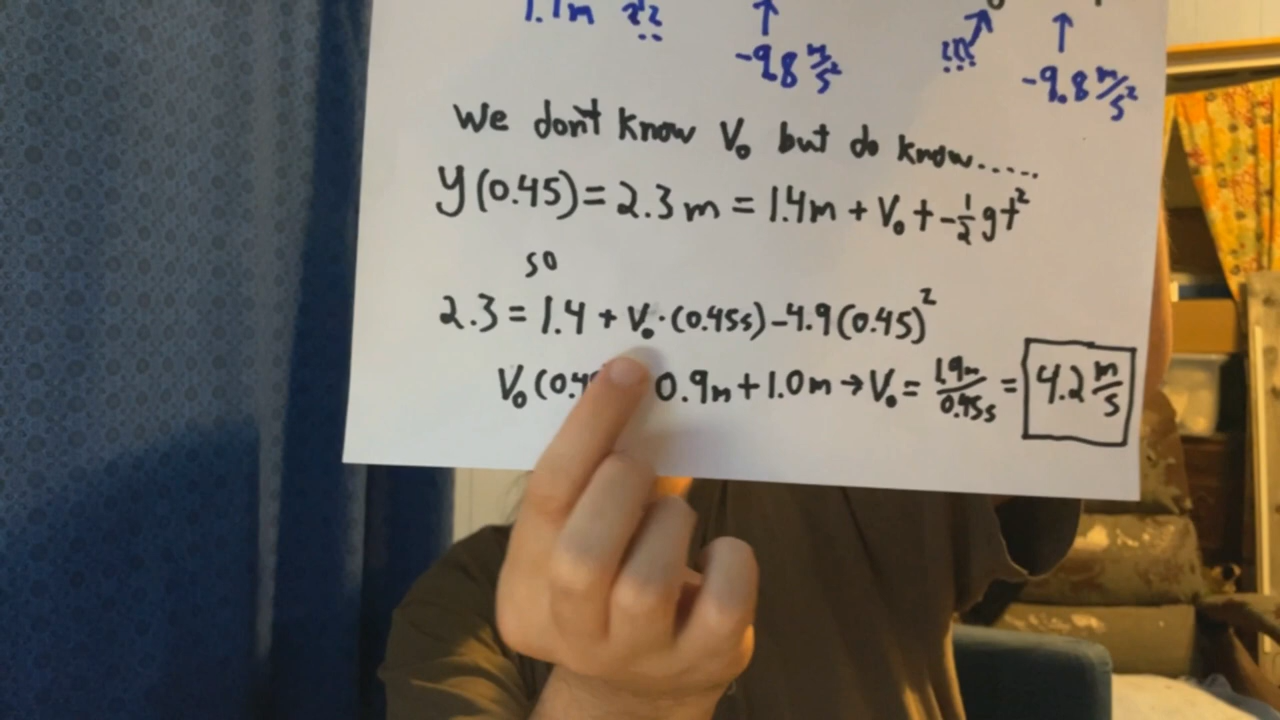 1.1m ??
-9.8 m/s²
???
-9.8 m/s²
We don't know V₀ but do know.....
y(0.45)=2.3m=1.4m+V₀t-½gt²
so
2.3=1.4+V₀·(0.45s)-4.9(0.45)²
V₀(0.4 0.9m+1.0m→V₀=1.9m/0.45s=4.2 m/s